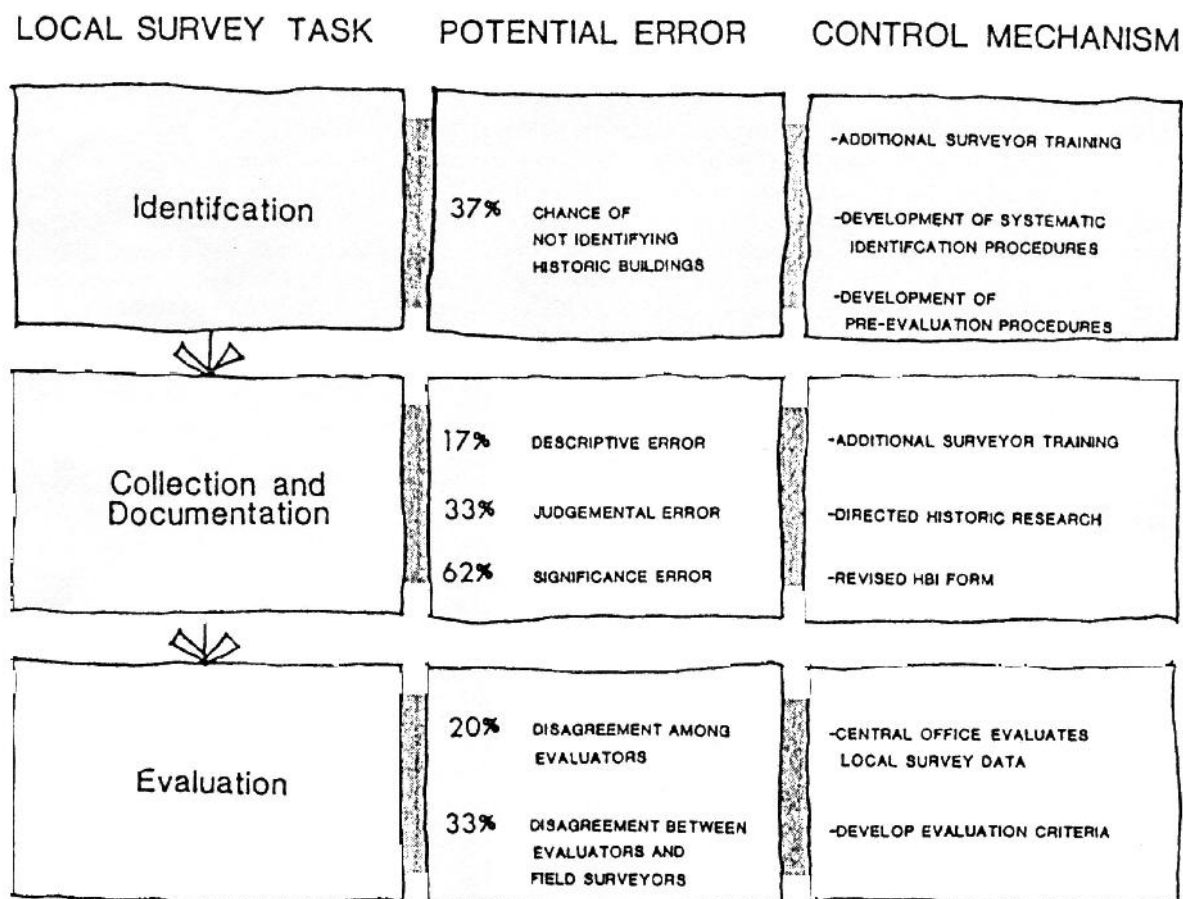 LOCAL SURVEY TASK
POTENTIAL ERROR
CONTROL MECHANISM
Identifcation
37% CHANCE OF
NOT IDENTIFYING
HISTORIC BUILDINGS
-ADDITIONAL SURVEYOR TRAINING
-DEVELOPMENT OF SYSTEMATIC
IDENTIFCATION PROCEDURES
-DEVELOPMENT OF
PRE-EVALUATION PROCEDURES
Collection and
Documentation
17% DESCRIPTIVE ERROR
33% JUDGEMENTAL ERROR
62% SIGNIFICANCE ERROR
-ADDITIONAL SURVEYOR TRAINING
-DIRECTED HISTORIC RESEARCH
-REVISED HBI FORM
Evaluation
20% DISAGREEMENT AMONG
EVALUATORS
33% DISAGREEMENT BETWEEN
EVALUATORS AND
FIELD SURVEYORS
-CENTRAL OFFICE EVALUATES
LOCAL SURVEY DATA
-DEVELOP EVALUATION CRITERIA